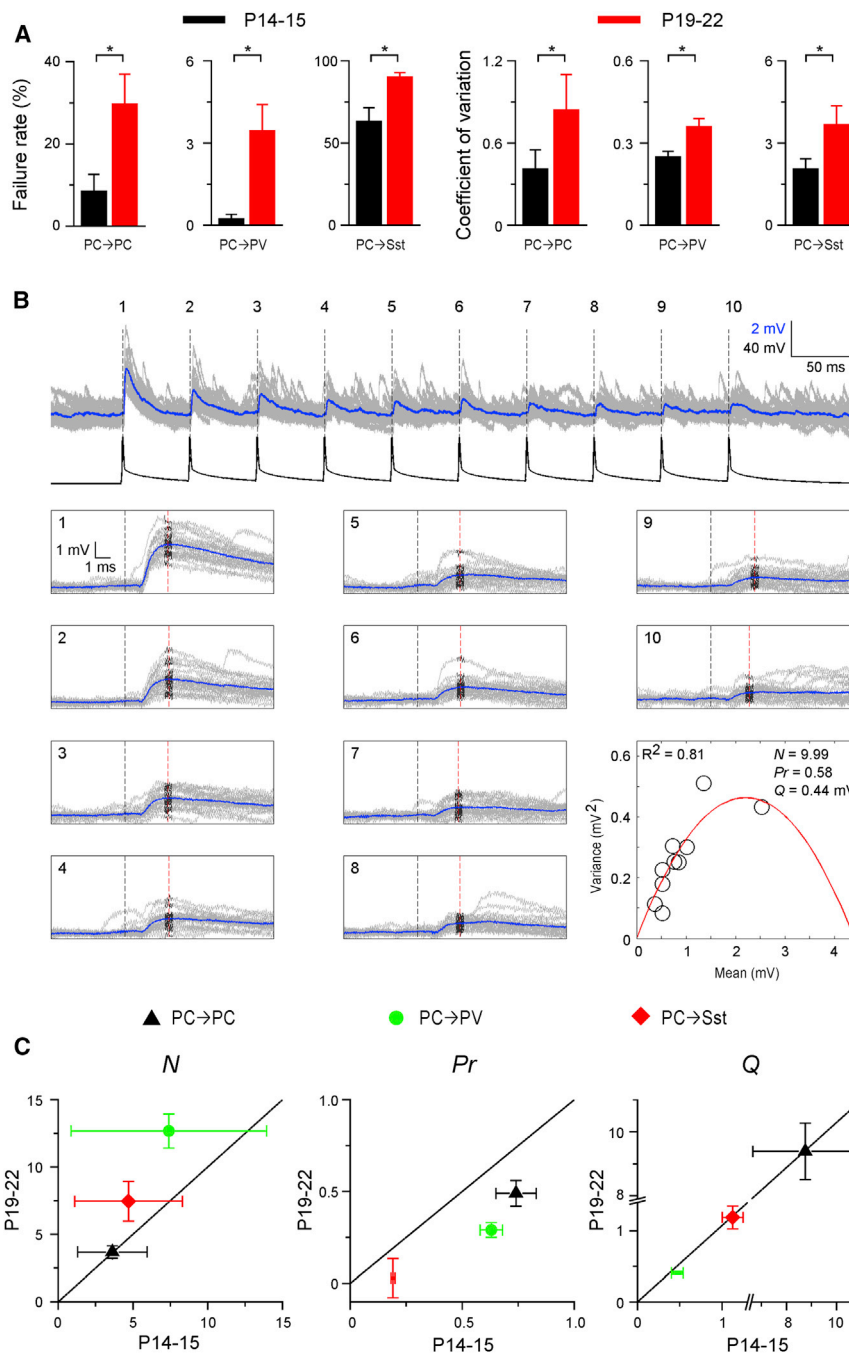 P14-15 P19-22
A
Failure rate (%)
40
20
0
*
PC→PC
6
3
0
*
PC→PV
100
50
0
*
PC→Sst
Coefficient of variation
1.2
0.6
0
*
PC→PC
0.6
0.3
0
*
PC→PV
6
3
0
*
PC→Sst
B
1 2 3 4 5 6 7 8 9 10
2 mV
40 mV
50 ms
1
1 mV
1 ms
5
9
2
6
10
3
7
4
8
R² = 0.81
N = 9.99
Pr = 0.58
Q = 0.44 mV
Variance (mV²)
0.6
0.4
0.2
0
0 1 2 3 4
Mean (mV)
PC→PC PC→PV PC→Sst
C
N
P19-22
15
10
5
0
0 5 10 15
P14-15
Pr
P19-22
1.0
0.5
0
0 0.5 1.0
P14-15
Q
P19-22
10
8
1
0
0 1 8 10
P14-15